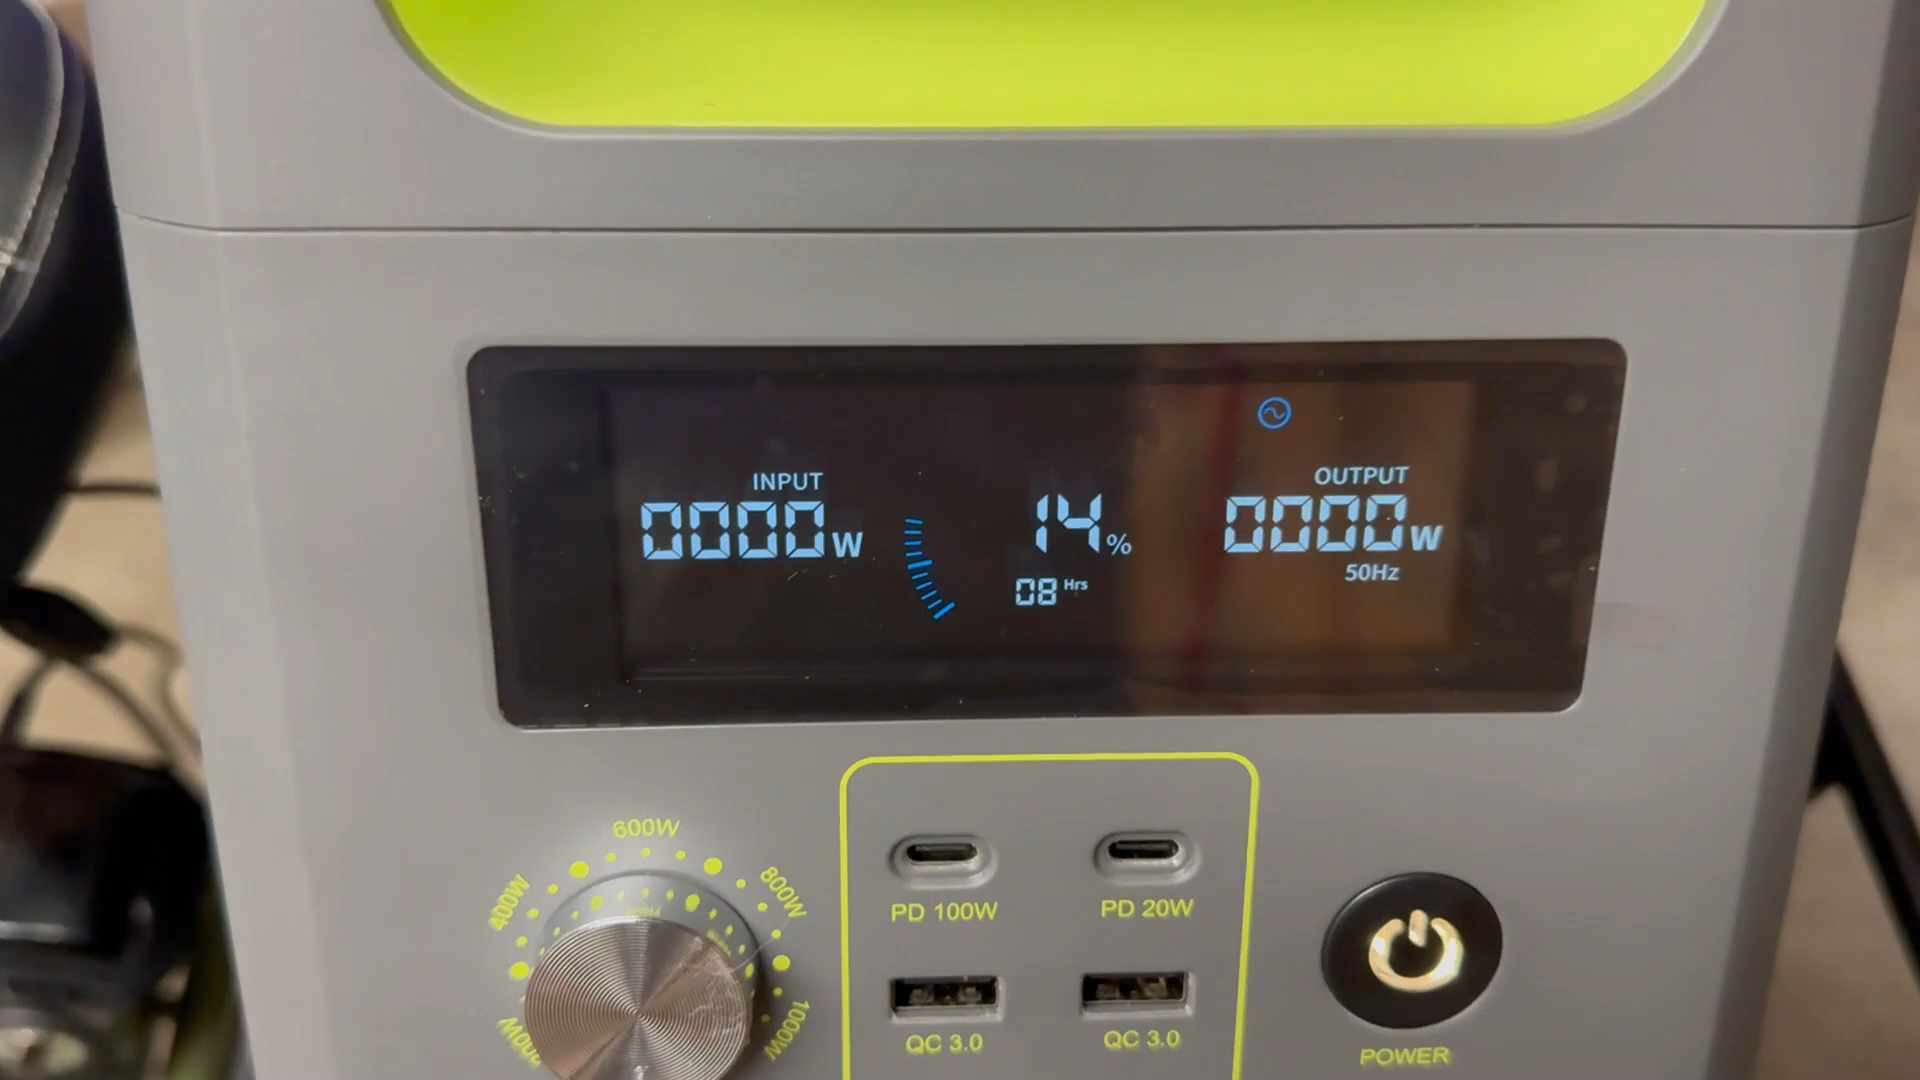 INPUT
0000W
14%
08 Hrs
OUTPUT
0000W
50Hz
400W
600W
800W
1000W
PD 100W
PD 20W
QC 3.0
QC 3.0
POWER